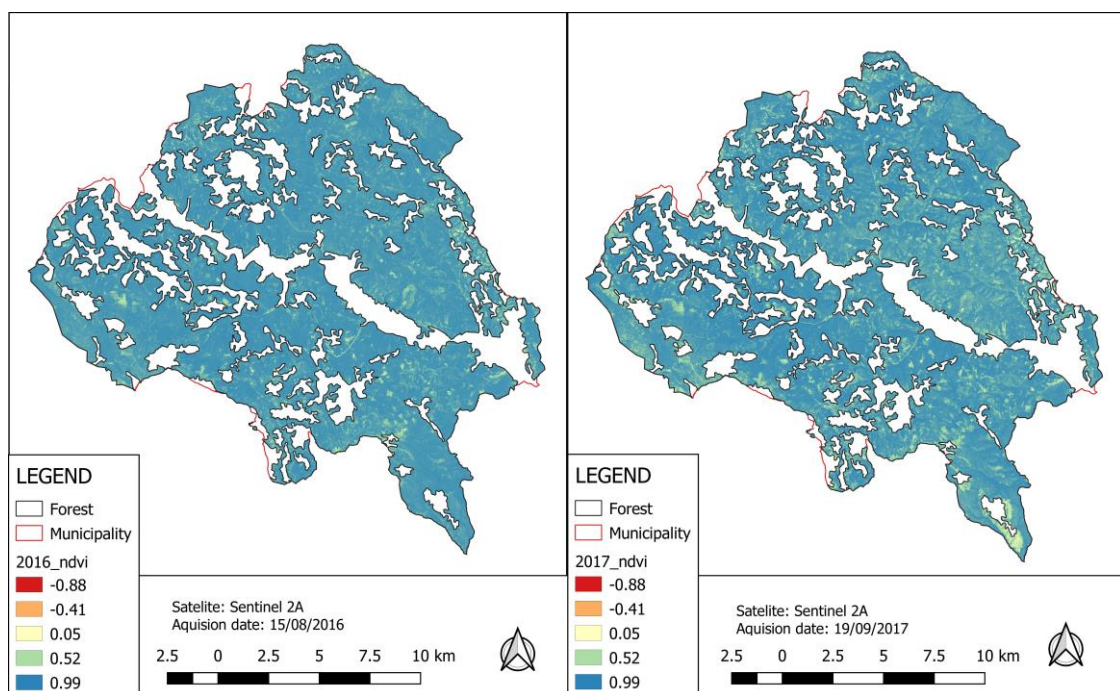 LEGEND
Forest
Municipality
2016_ndvi
-0.88
-0.41
0.05
0.52
0.99
Satelite: Sentinel 2A
Aquision date: 15/08/2016
2.5 0 2.5 5 7.5 10 km
LEGEND
Forest
Municipality
2017_ndvi
-0.88
-0.41
0.05
0.52
0.99
Satelite: Sentinel 2A
Aquision date: 19/09/2017
2.5 0 2.5 5 7.5 10 km